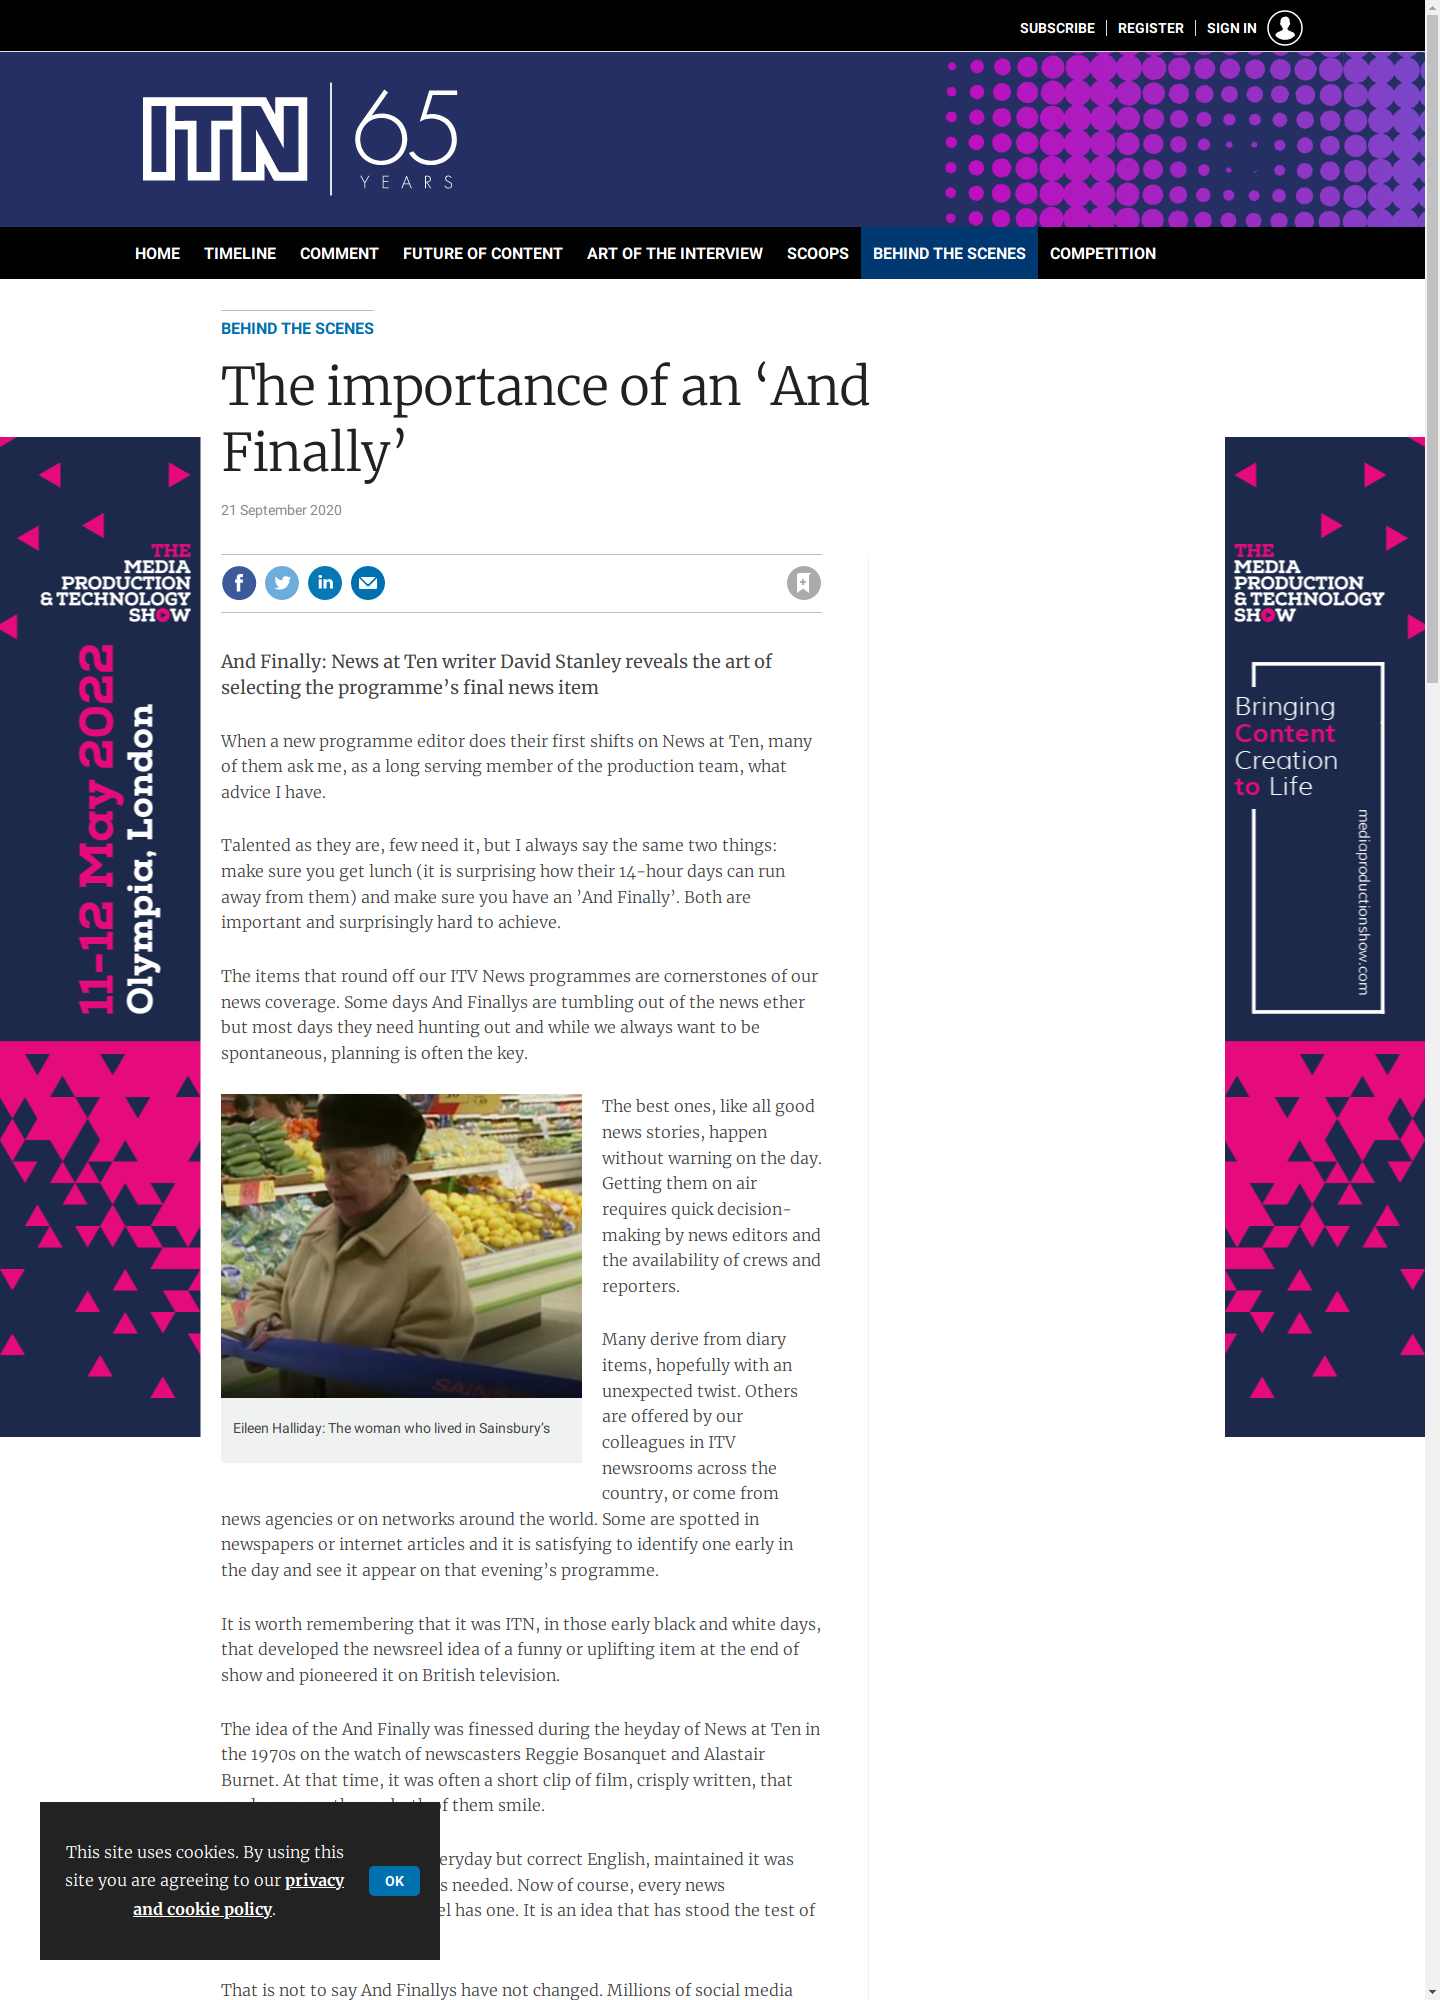 SUBSCRIBE
REGISTER
SIGN IN
ITN
65
YEARS
HOME
TIMELINE
COMMENT
FUTURE OF CONTENT
ART OF THE INTERVIEW
SCOOPS
BEHIND THE SCENES
COMPETITION
BEHIND THE SCENES
The importance of an ‘And
Finally’
21 September 2020
THE
MEDIA
PRODUCTION
& TECHNOLOGY
SHOW
11-12 May 2022
Olympia, London
THE
MEDIA
PRODUCTION
& TECHNOLOGY
SHOW
Bringing
Content
Creation
to Life
mediaproductionshow.com
And Finally: News at Ten writer David Stanley reveals the art of
selecting the programme’s final news item
When a new programme editor does their first shifts on News at Ten, many
of them ask me, as a long serving member of the production team, what
advice I have.
Talented as they are, few need it, but I always say the same two things:
make sure you get lunch (it is surprising how their 14-hour days can run
away from them) and make sure you have an ’And Finally’. Both are
important and surprisingly hard to achieve.
The items that round off our ITV News programmes are cornerstones of our
news coverage. Some days And Finallys are tumbling out of the news ether
but most days they need hunting out and while we always want to be
spontaneous, planning is often the key.
Eileen Halliday: The woman who lived in Sainsbury’s
The best ones, like all good
news stories, happen
without warning on the day.
Getting them on air
requires quick decision-
making by news editors and
the availability of crews and
reporters.
Many derive from diary
items, hopefully with an
unexpected twist. Others
are offered by our
colleagues in ITV
newsrooms across the
country, or come from
news agencies or on networks around the world. Some are spotted in
newspapers or internet articles and it is satisfying to identify one early in
the day and see it appear on that evening’s programme.
It is worth remembering that it was ITN, in those early black and white days,
that developed the newsreel idea of a funny or uplifting item at the end of
show and pioneered it on British television.
The idea of the And Finally was finessed during the heyday of News at Ten in
the 1970s on the watch of newscasters Reggie Bosanquet and Alastair
Burnet. At that time, it was often a short clip of film, crisply written, that
of them smile.
but correct English, maintained it was
needed. Now of course, every news
has one. It is an idea that has stood the test of
That is not to say And Finallys have not changed. Millions of social media
This site uses cookies. By using this
site you are agreeing to our privacy
and cookie policy.
OK